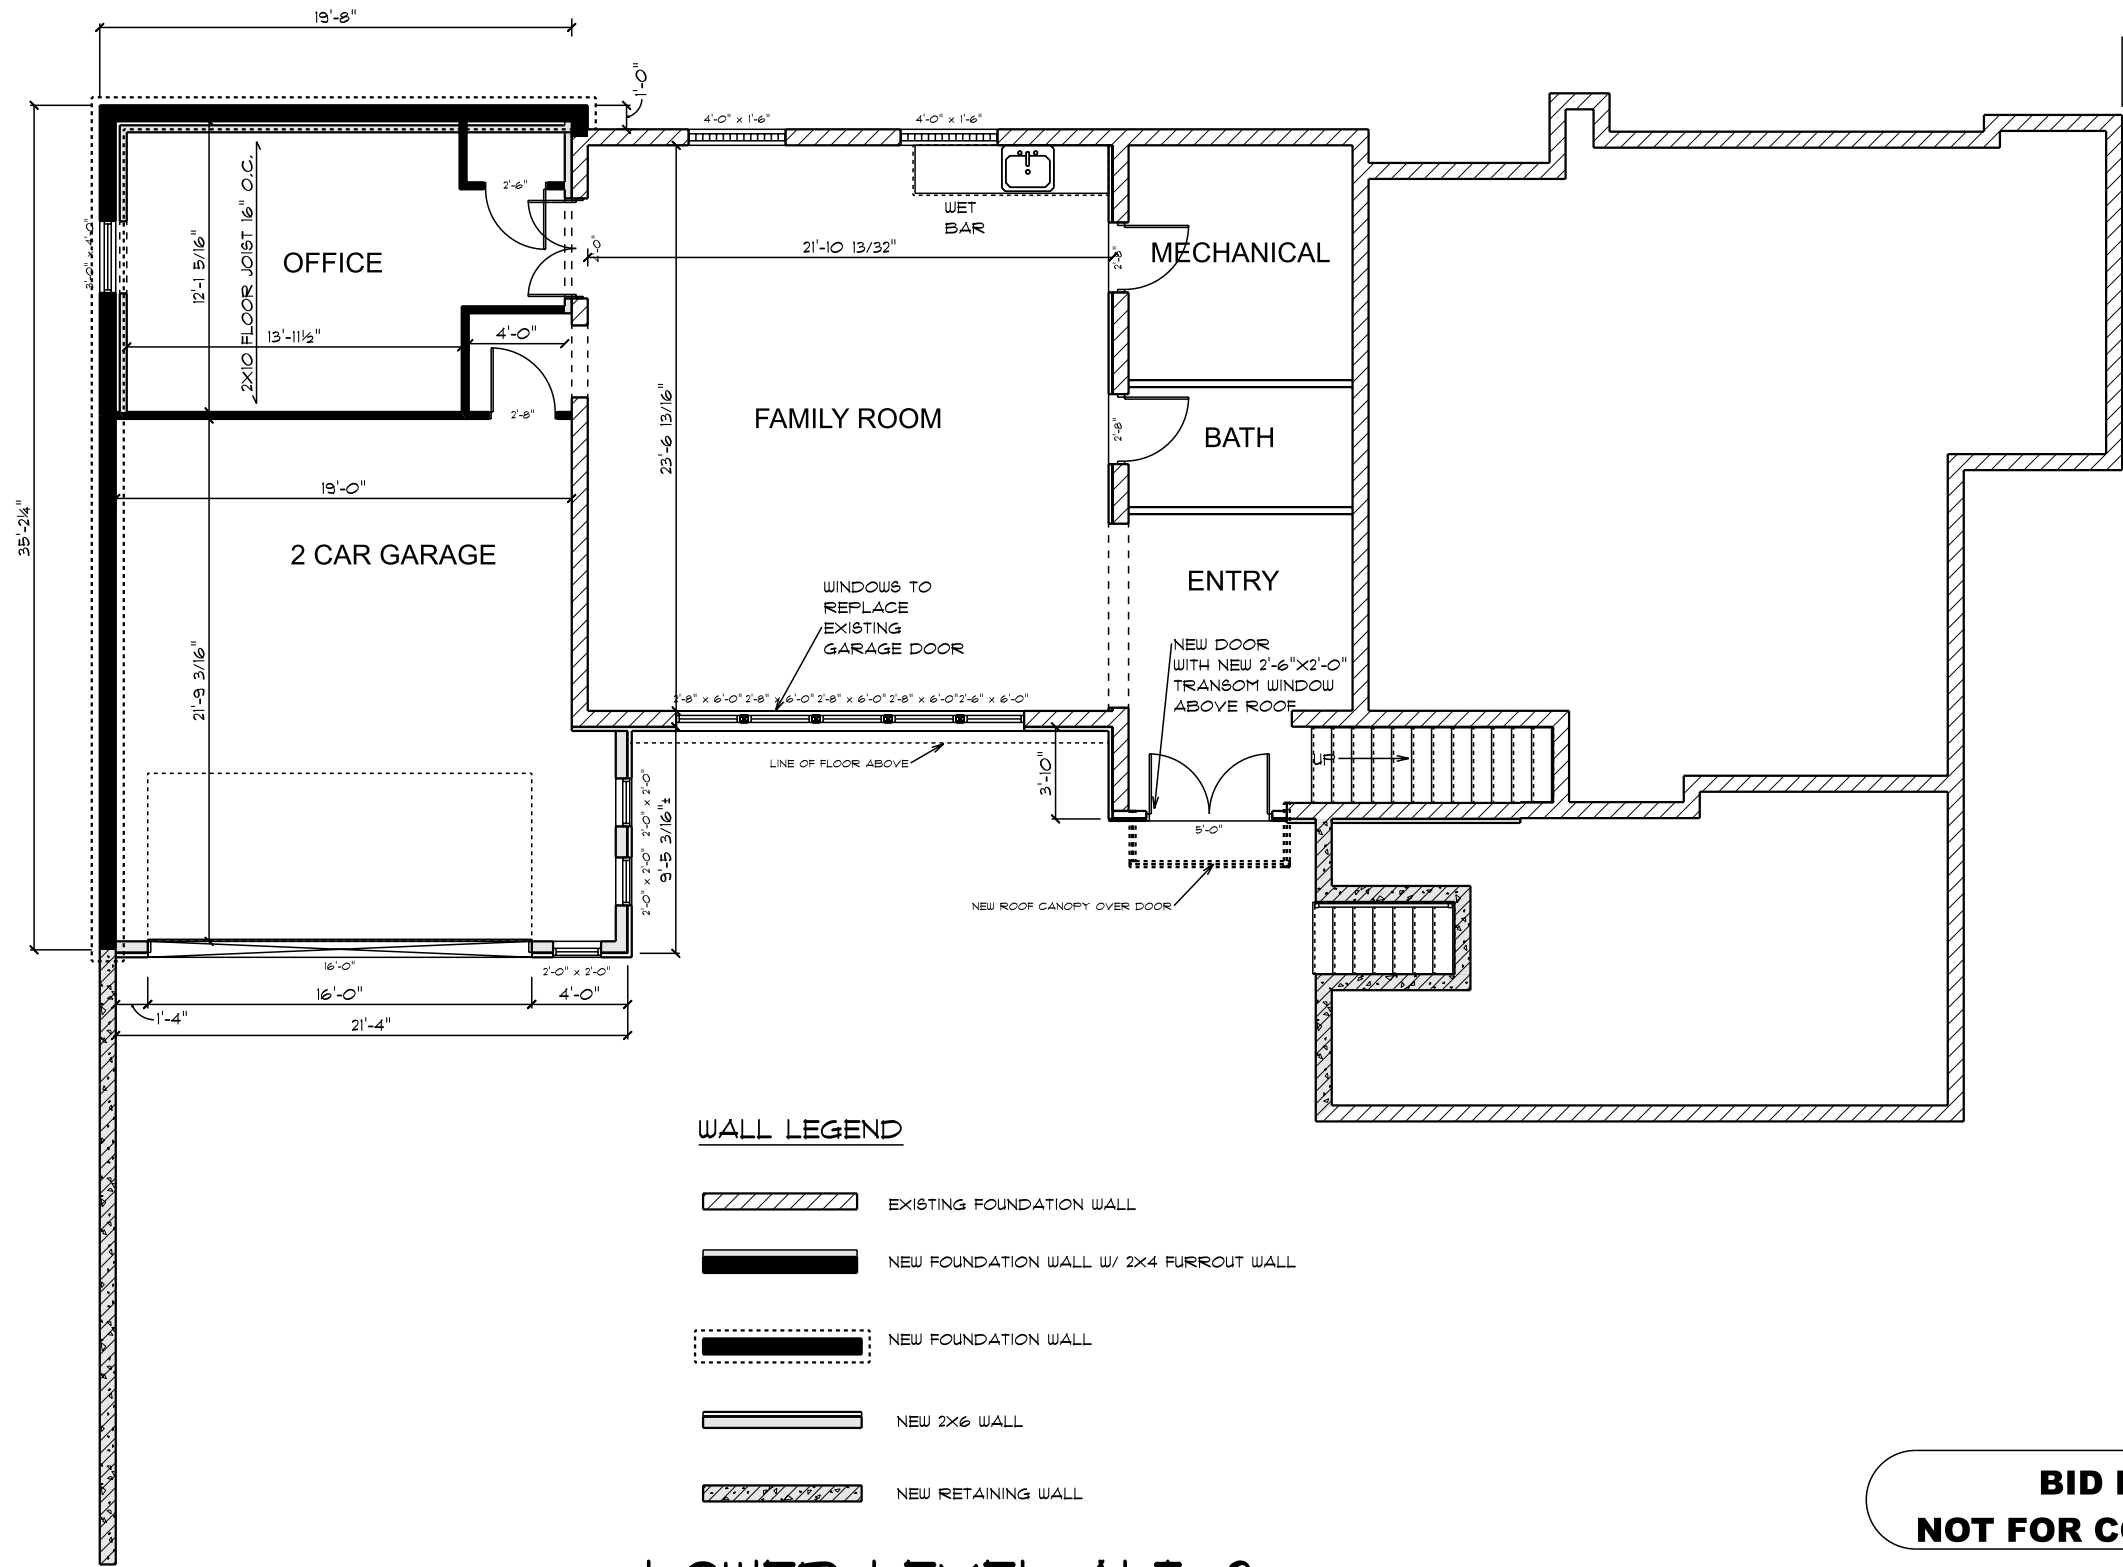 19'-8"
1'-0"
4'-0" x 1'-6"
4'-0" x 1'-6"
2'-6"
WET
BAR
3'-0" x 4'-0"
12'-1 5/16"
2X10 FLOOR JOIST 16" O.C.
OFFICE
4'-0"
21'-10 13/32"
2'-8"
MECHANICAL
13'-11½"
4'-0"
2'-8"
23'-6 13/16"
FAMILY ROOM
2'-8"
BATH
19'-0"
35'-2¼"
2 CAR GARAGE
WINDOWS TO
REPLACE
EXISTING
GARAGE DOOR
ENTRY
NEW DOOR
WITH NEW 2'-6"X2'-0"
TRANSOM WINDOW
ABOVE ROOF
21'-9 3/16"
2'-8" x 6'-0" 2'-8" x 6'-0" 2'-8" x 6'-0" 2'-8" x 6'-0" 2'-6" x 6'-0"
LINE OF FLOOR ABOVE
3'-10"
UP
2'-0" x 2'-0"
2'-0" x 2'-0"
9'-5 3/16"±
5'-0"
NEW ROOF CANOPY OVER DOOR
16'-0"
2'-0" x 2'-0"
16'-0"
4'-0"
1'-4"
21'-4"
WALL LEGEND
EXISTING FOUNDATION WALL
NEW FOUNDATION WALL W/ 2X4 FURROUT WALL
NEW FOUNDATION WALL
NEW 2X6 WALL
NEW RETAINING WALL
BID
NOT FOR
LOWER LEVEL